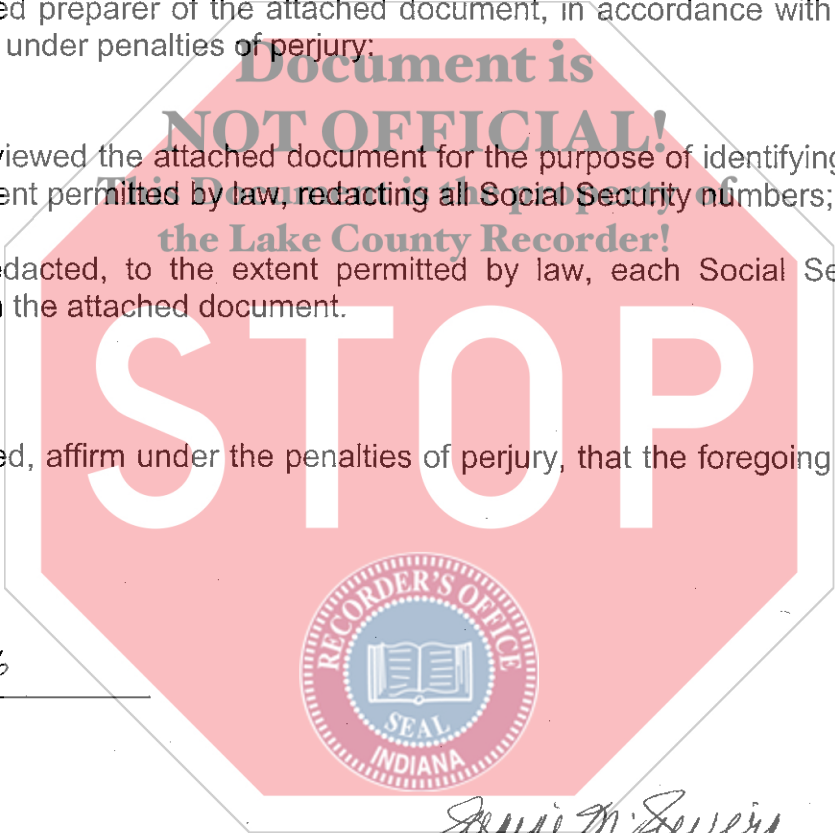 ed preparer of the attached document, in accordance with
under penalties of perjury:
Document is
NOT OFFICIAL!
viewed the attached document for the purpose of identifying
ent permitted by law, redacting all Social Security numbers;
This Document is the property of
the Lake County Recorder!
edacted, to the extent permitted by law, each Social Se
the attached document.
STOP
ed, affirm under the penalties of perjury, that the foregoing
RECORDER'S OFFICE
SEAL
INDIANA